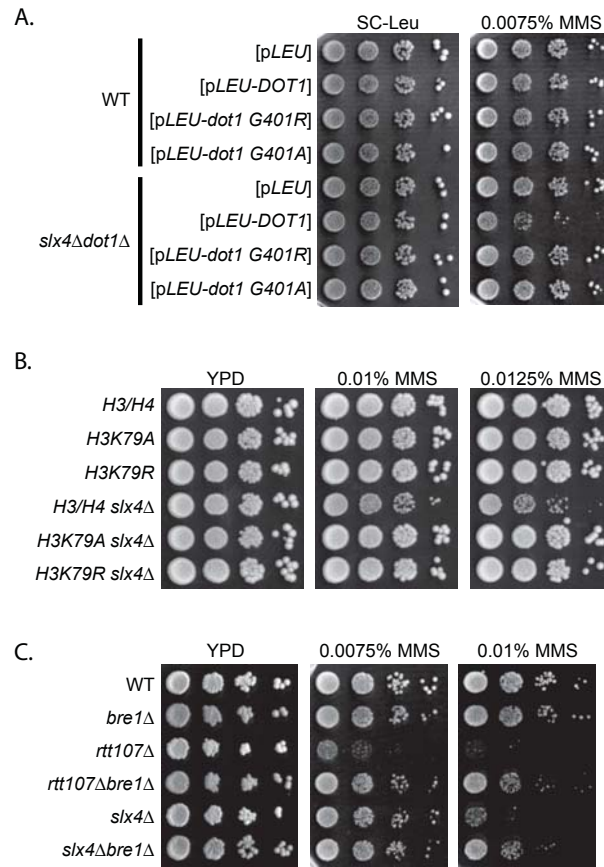 A.
SC-Leu 0.0075% MMS
WT
[pLEU]
[pLEU-DOT1]
[pLEU-dot1 G401R]
[pLEU-dot1 G401A]
slx4Δdot1Δ
[pLEU]
[pLEU-DOT1]
[pLEU-dot1 G401R]
[pLEU-dot1 G401A]
B.
YPD 0.01% MMS 0.0125% MMS
H3/H4
H3K79A
H3K79R
H3/H4 slx4Δ
H3K79A slx4Δ
H3K79R slx4Δ
C.
YPD 0.0075% MMS 0.01% MMS
WT
bre1Δ
rtt107Δ
rtt107Δbre1Δ
slx4Δ
slx4Δbre1Δ